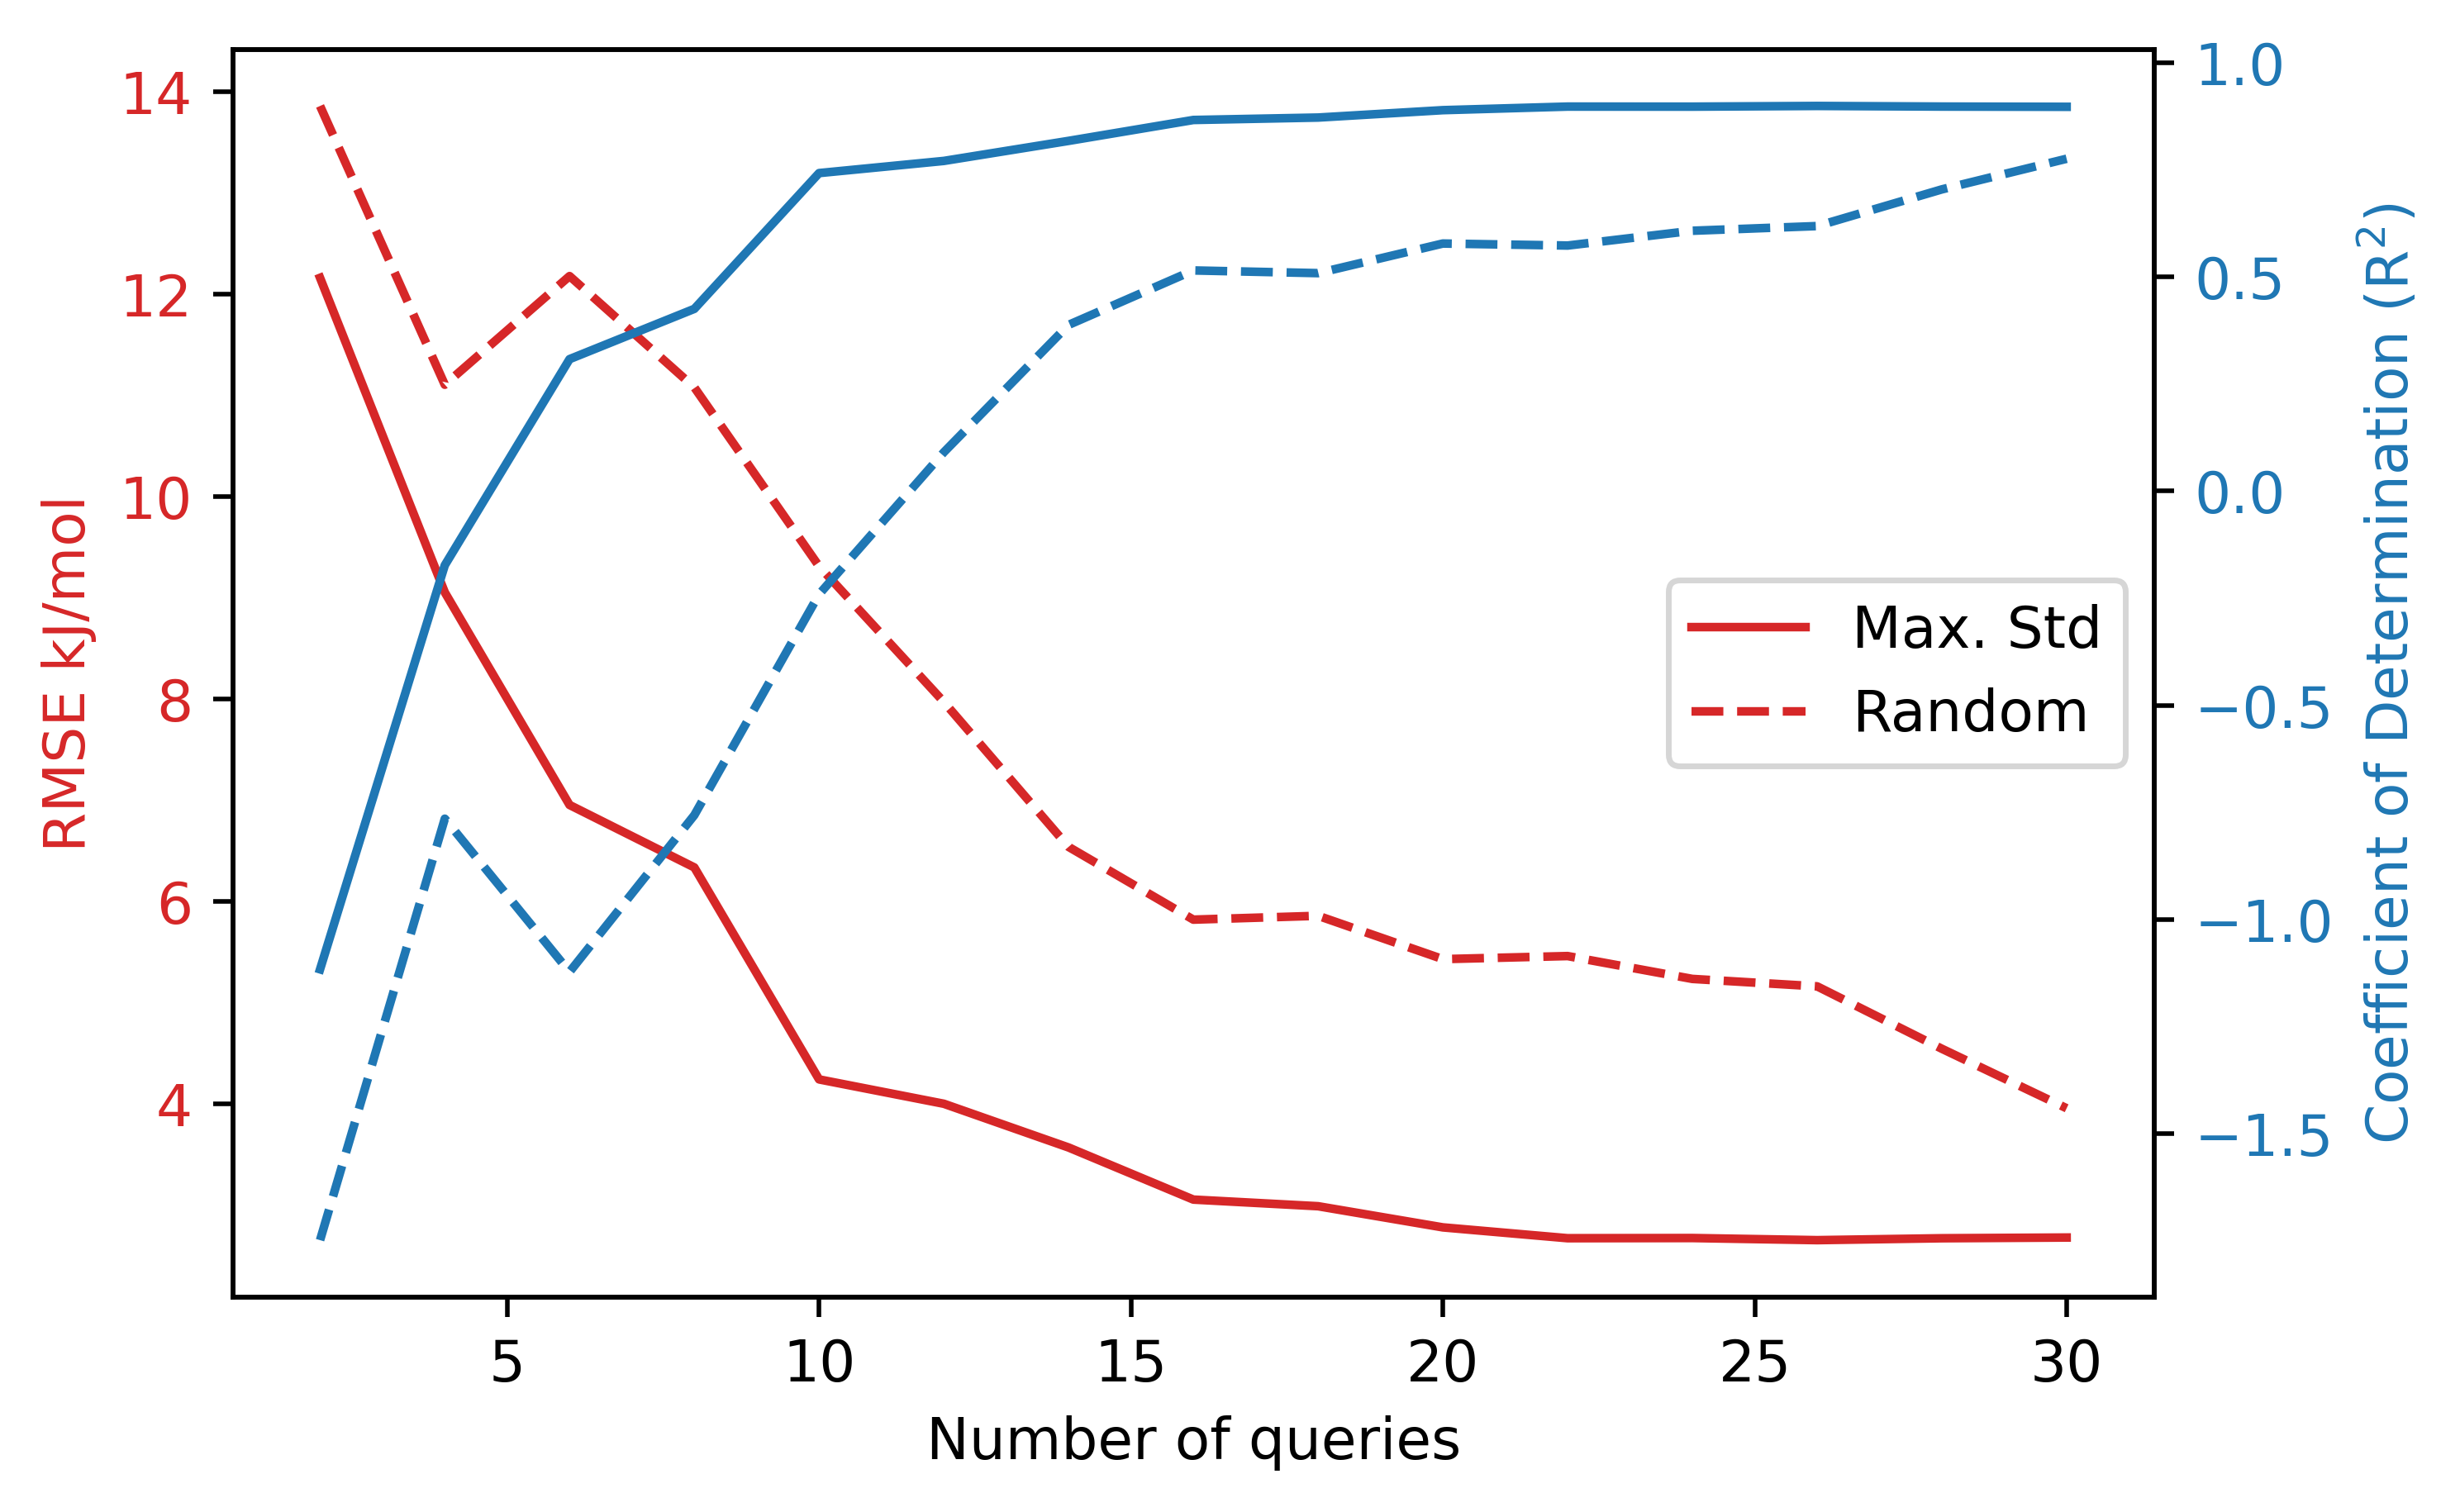 RMSE kJ/mol
14
12
10
8
6
4
1.0
0.5
0.0
−0.5
−1.0
−1.5
Coefficient of Determination (R²)
Max. Std
Random
5 10 15 20 25 30
Number of queries